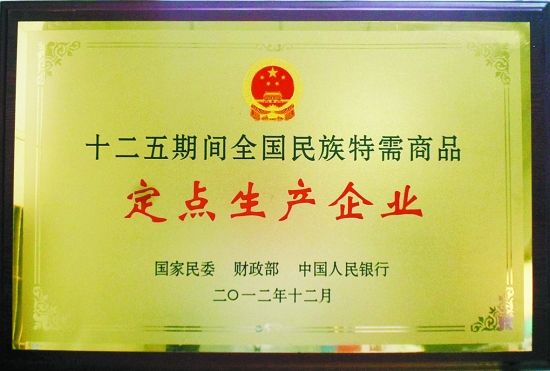 十二五期间全国民族特需商品
定点生产企业
国家民委 财政部 中国人民银行
二〇一二年十二月